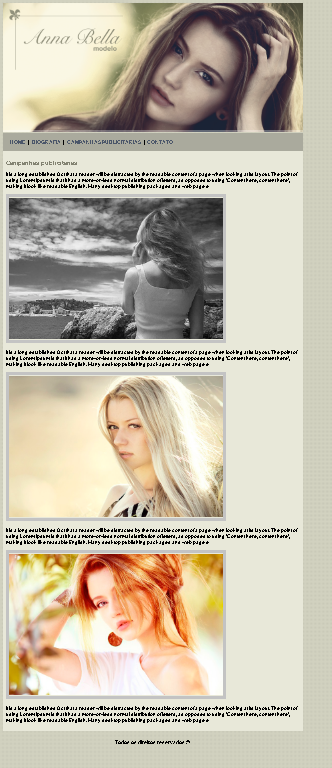 Anna Bella
modelo
HOME | BIOGRAFIA | CAMPANHAS PUBLICITÁRIAS | CONTATO
Campanhas publicitárias
It is a long established fact that a reader will be distracted by the readable content of a page when looking at its layout. The point of
using Lorem Ipsum is that it has a more-or-less normal distribution of letters, as opposed to using 'Content here, content here',
making it look like readable English. Many desktop publishing packages and web page e
It is a long established fact that a reader will be distracted by the readable content of a page when looking at its layout. The point of
using Lorem Ipsum is that it has a more-or-less normal distribution of letters, as opposed to using 'Content here, content here',
making it look like readable English. Many desktop publishing packages and web page e
It is a long established fact that a reader will be distracted by the readable content of a page when looking at its layout. The point of
using Lorem Ipsum is that it has a more-or-less normal distribution of letters, as opposed to using 'Content here, content here',
making it look like readable English. Many desktop publishing packages and web page e
It is a long established fact that a reader will be distracted by the readable content of a page when looking at its layout. The point of
using Lorem Ipsum is that it has a more-or-less normal distribution of letters, as opposed to using 'Content here, content here',
making it look like readable English. Many desktop publishing packages and web page e
Todos os direitos reservados ©